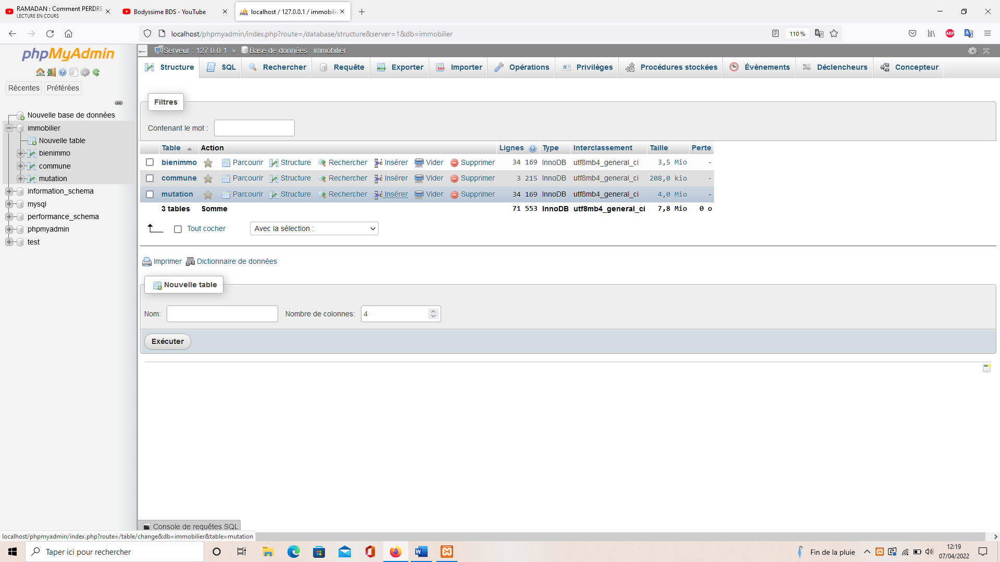 RAMADAN : Comment PERDRE
LECTURE EN COURS
Bodyssime BDS - YouTube
localhost / 127.0.0.1 / immobilie
localhost/phpmyadmin/index.php?route=/database/structure&server=1&db=immobilier
110 %
ABP
phpMyAdmin
Récentes
Préférées
Nouvelle base de données
immobilier
Nouvelle table
bienimmo
commune
mutation
information_schema
mysql
performance_schema
phpmyadmin
test
Serveur : 127.0.0.1 » Base de données : immobilier
Structure
SQL
Rechercher
Requête
Exporter
Importer
Opérations
Privilèges
Procédures stockées
Évènements
Déclencheurs
Concepteur
Filtres
Contenant le mot :
Table Action Lignes Type Interclassement Taille Perte
bienimmo Parcourir Structure Rechercher Insérer Vider Supprimer 34 169 InnoDB utf8mb4_general_ci 3,5 Mio -
commune Parcourir Structure Rechercher Insérer Vider Supprimer 3 215 InnoDB utf8mb4_general_ci 208,0 kio -
mutation Parcourir Structure Rechercher Insérer Vider Supprimer 34 169 InnoDB utf8mb4_general_ci 4,0 Mio -
3 tables Somme 71 553 InnoDB utf8mb4_general_ci 7,8 Mio 0 o
Tout cocher
Avec la sélection :
Imprimer
Dictionnaire de données
Nouvelle table
Nom:
Nombre de colonnes: 4
Exécuter
Console de requêtes SQL
localhost/phpmyadmin/index.php?route=/table/change&db=immobilier&table=mutation
Taper ici pour rechercher
Fin de la pluie
12:19
07/04/2022